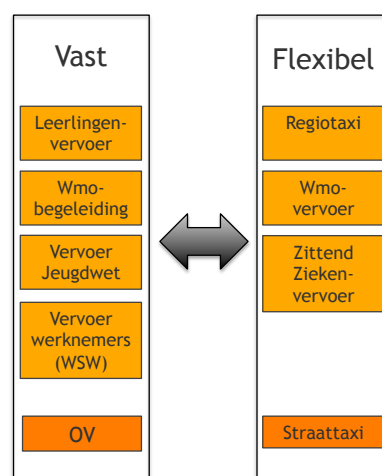 Vast
Leerlingen-
vervoer
Wmo-
begeleiding
Vervoer
Jeugdwet
Vervoer
werknemers
(WSW)
OV
Flexibel
Regiotaxi
Wmo-
vervoer
Zittend
Zieken-
vervoer
Straattaxi